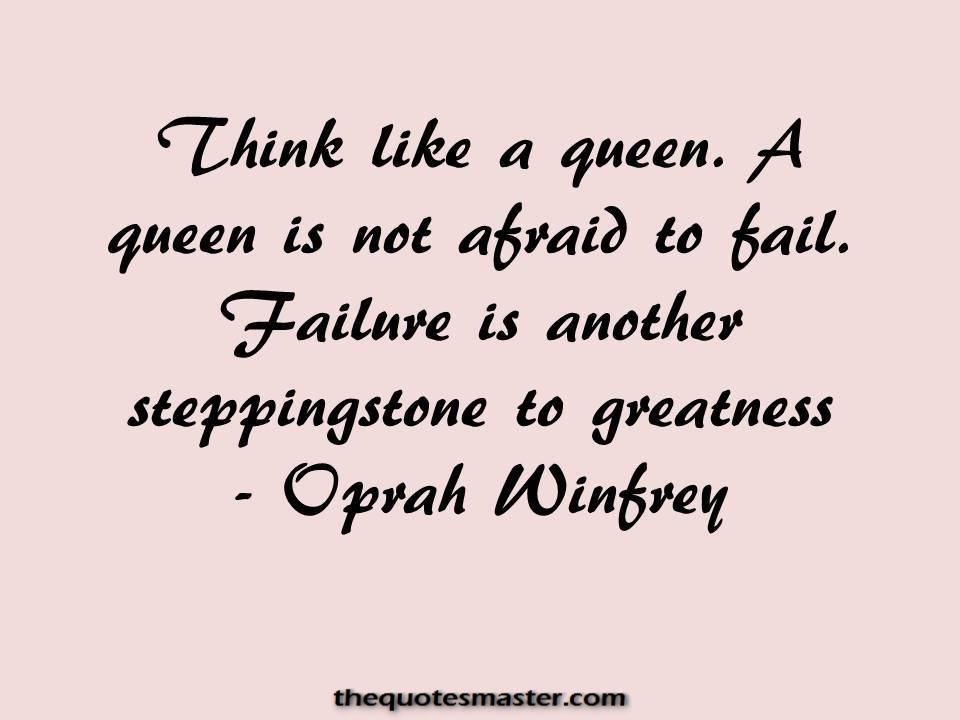 Think like a queen. A
queen is not afraid to fail.
Failure is another
steppingstone to greatness
- Oprah Winfrey
thequotesmaster.com